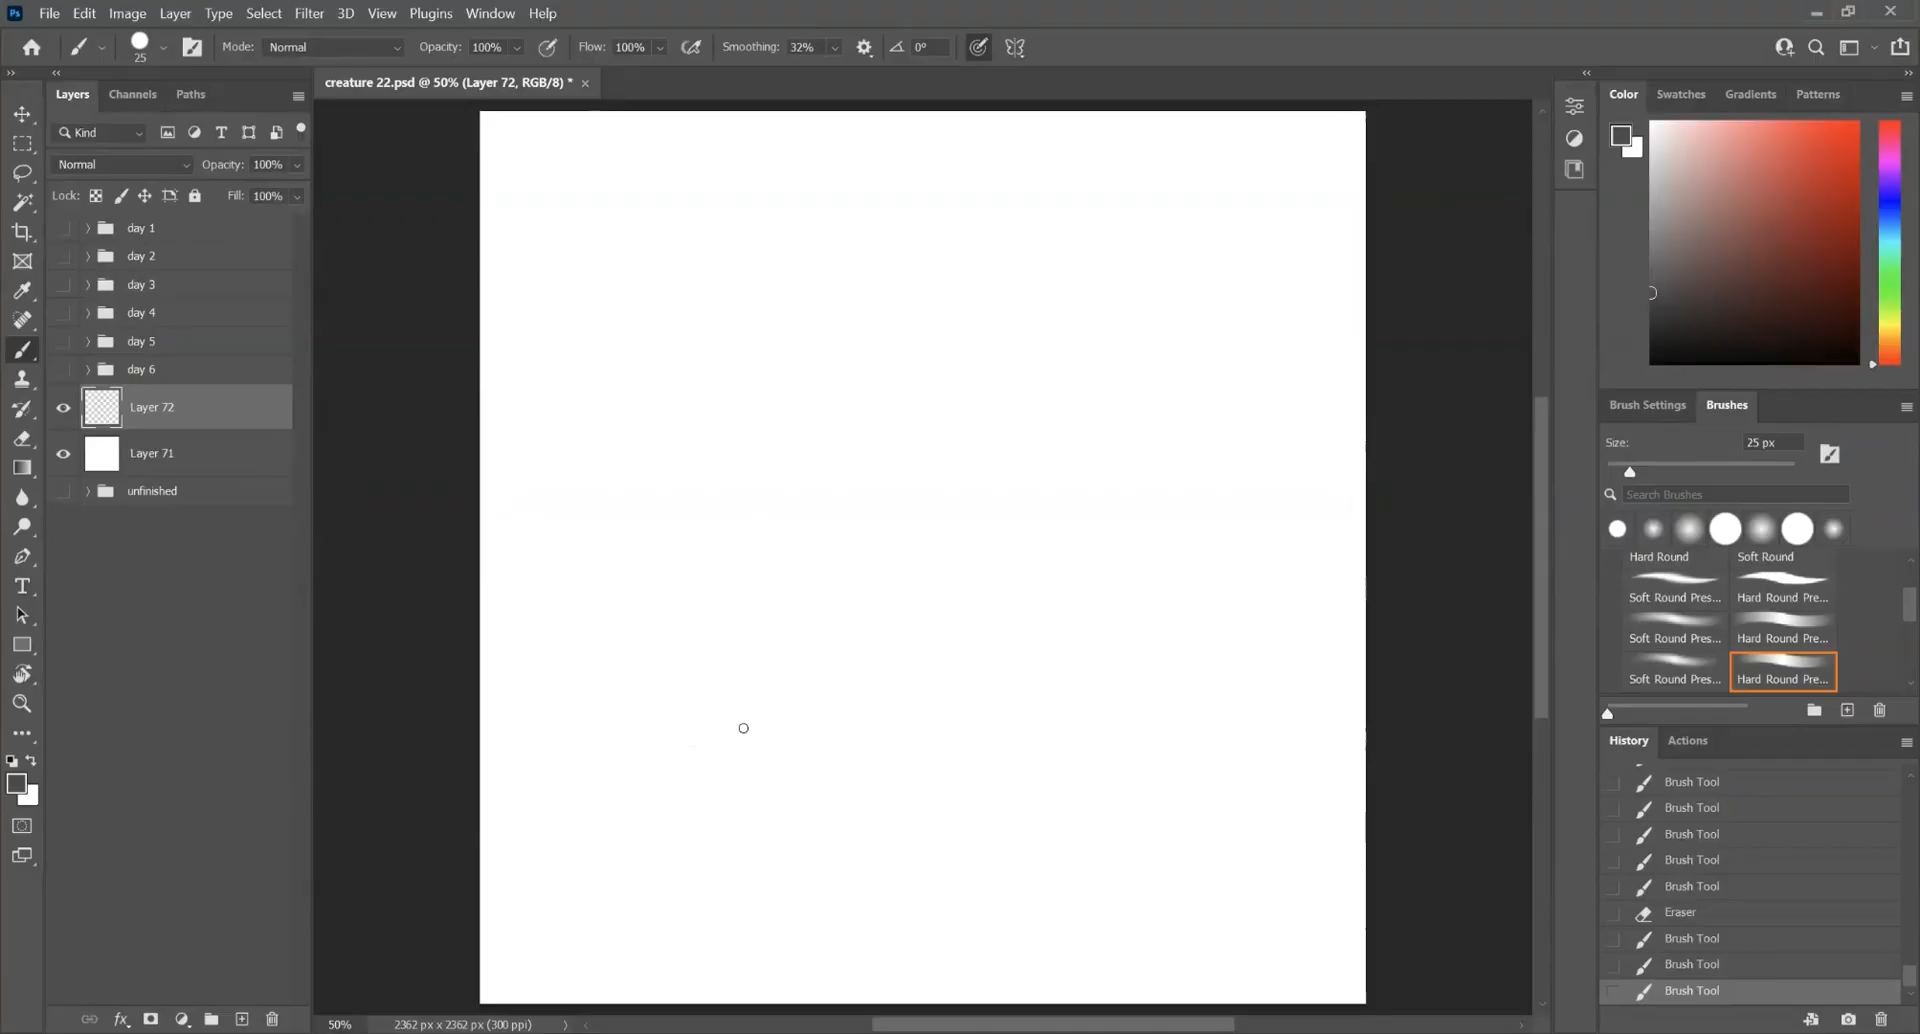 Ps File Edit Image Layer Type Select Filter 3D View Plugins Window Help
25 Mode: Normal Opacity: 100% Flow: 100% Smoothing: 32% 0°
creature 22.psd @ 50% (Layer 72, RGB/8) *
Layers Channels Paths
Kind
Normal Opacity: 100%
Lock: Fill: 100%
day 1
day 2
day 3
day 4
day 5
day 6
Layer 72
Layer 71
unfinished
50% 2362 px x 2362 px (300 ppi)
Color Swatches Gradients Patterns
Brush Settings Brushes
Size: 25 px
Search Brushes
Hard Round Soft Round
Soft Round Pres... Hard Round Pre...
Soft Round Pres... Hard Round Pre...
Soft Round Pres... Hard Round Pre...
History Actions
Brush Tool
Brush Tool
Brush Tool
Brush Tool
Brush Tool
Eraser
Brush Tool
Brush Tool
Brush Tool